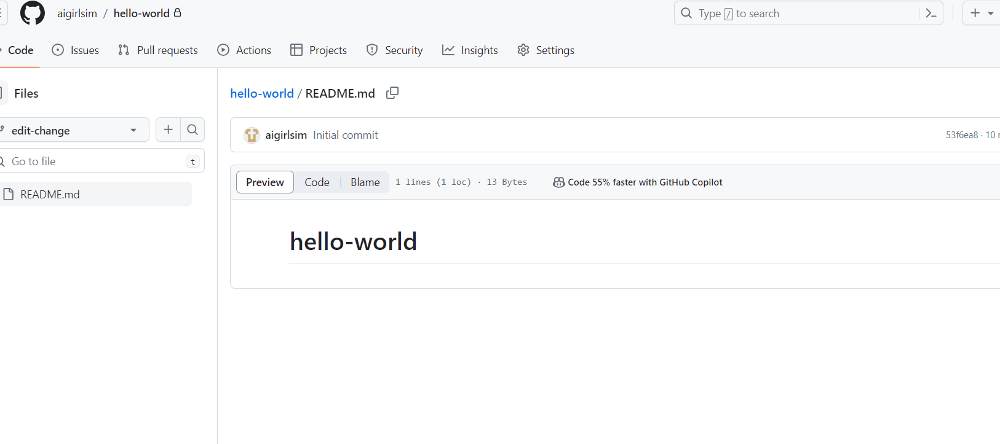 aigirlsim / hello-world
Type / to search
Code Issues Pull requests Actions Projects Security Insights Settings
Files
edit-change
Go to file t
README.md
hello-world / README.md
aigirlsim Initial commit 53f6ea8 · 10
Preview Code Blame 1 lines (1 loc) · 13 Bytes Code 55% faster with GitHub Copilot
hello-world